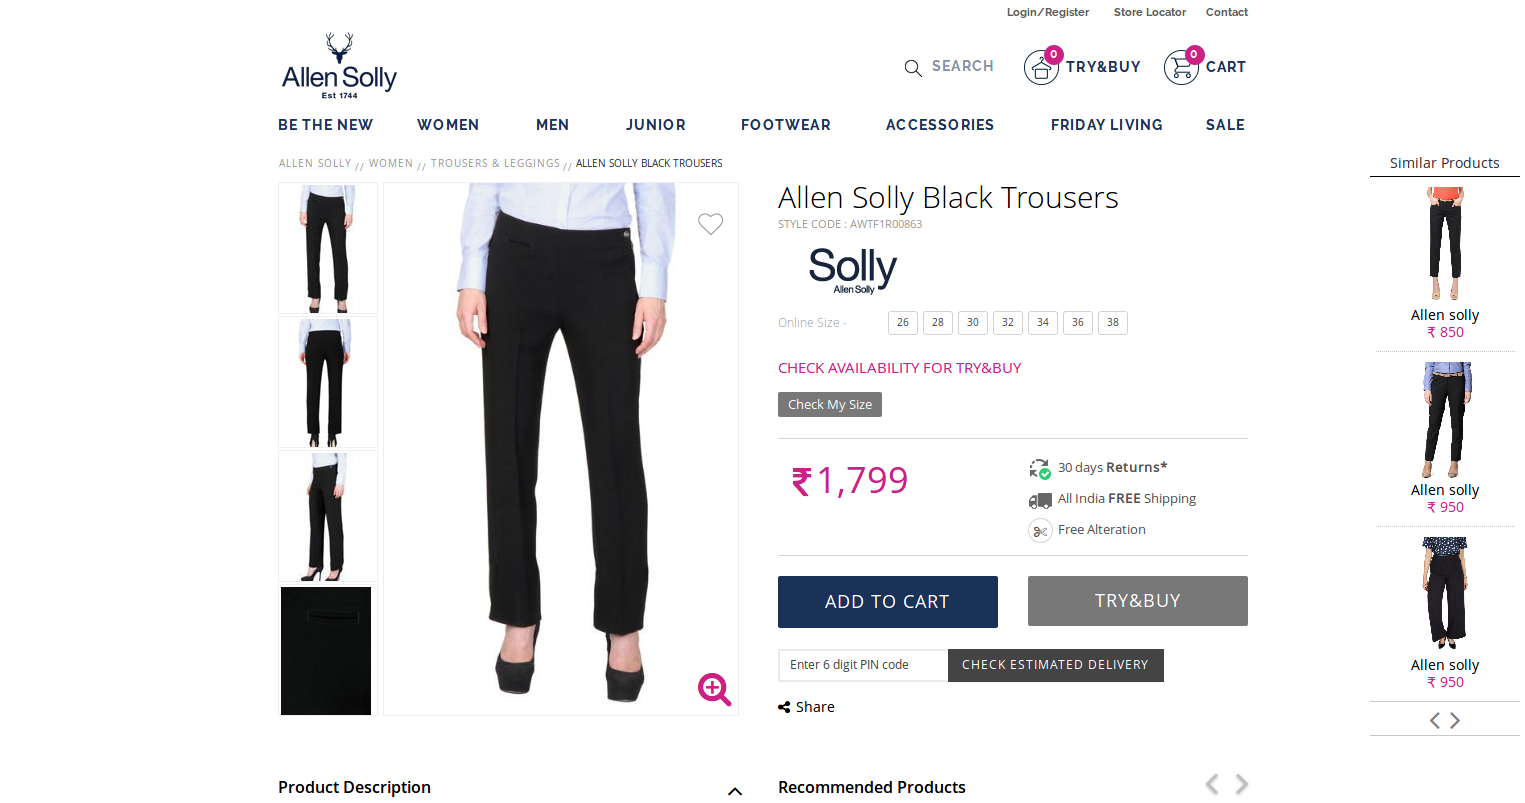 Login/Register Store Locator Contact
Allen Solly
Est 1744
SEARCH 0 TRY&BUY 0 CART
BE THE NEW WOMEN MEN JUNIOR FOOTWEAR ACCESSORIES FRIDAY LIVING SALE
ALLEN SOLLY // WOMEN // TROUSERS & LEGGINGS // ALLEN SOLLY BLACK TROUSERS
Allen Solly Black Trousers
STYLE CODE : AWTF1R00863
Solly
Allen Solly
Online Size - 26 28 30 32 34 36 38
CHECK AVAILABILITY FOR TRY&BUY
Check My Size
₹1,799
30 days Returns*
All India FREE Shipping
Free Alteration
ADD TO CART TRY&BUY
Enter 6 digit PIN code CHECK ESTIMATED DELIVERY
Share
Similar Products
Allen solly
₹ 850
Allen solly
₹ 950
Allen solly
₹ 950
Product Description
Recommended Products